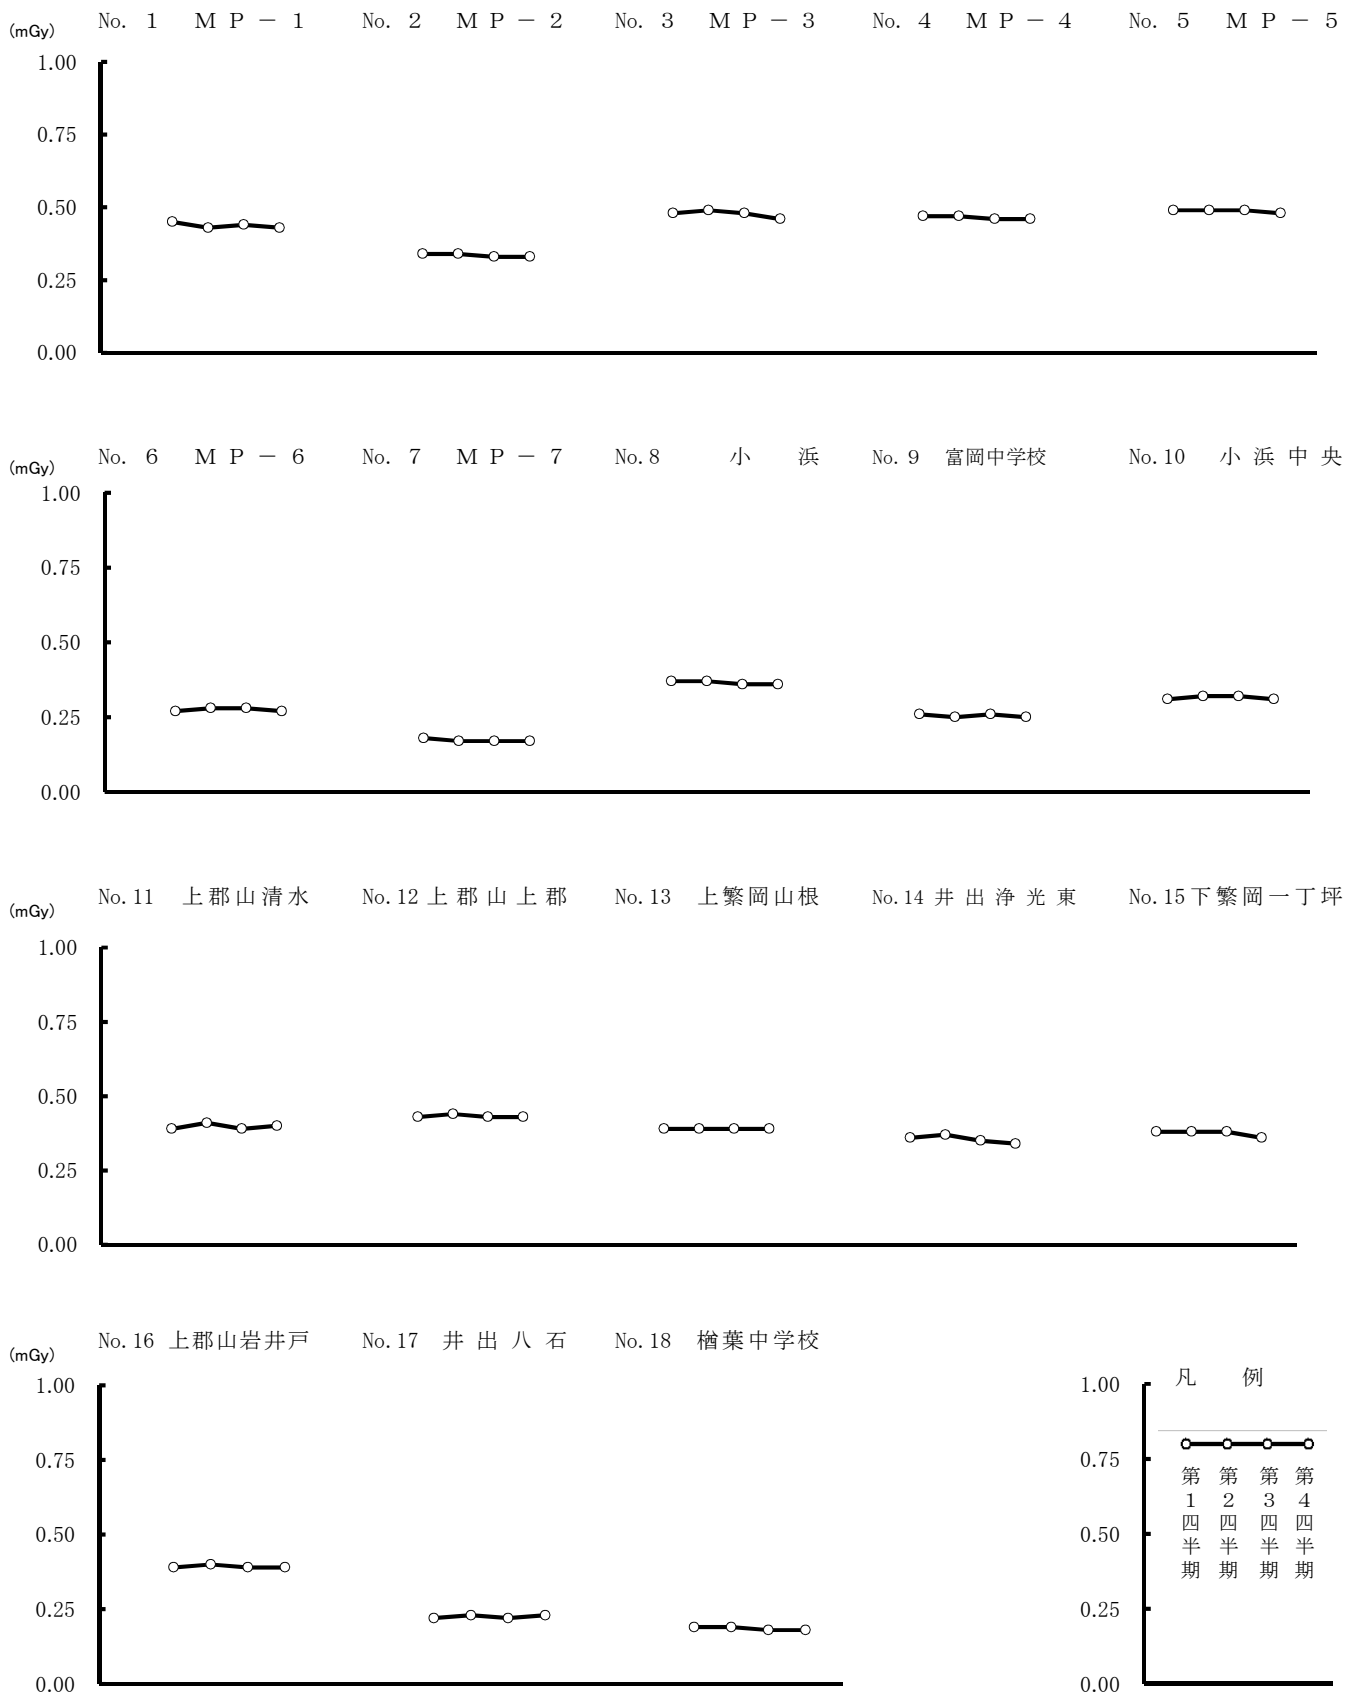 (mGy)
No. 1 ＭＰ－１ No. 2 ＭＰ－２ No. 3 ＭＰ－３ No. 4 ＭＰ－４ No. 5 ＭＰ－５
1.00
0.75
0.50
0.25
0.00
(mGy)
No. 6 ＭＰ－６ No. 7 ＭＰ－７ No.8 小浜 No.9 富岡中学校 No.10 小浜中央
1.00
0.75
0.50
0.25
0.00
(mGy)
No.11 上郡山清水 No.12 上郡山上郡 No.13 上繁岡山根 No.14 井出浄光東 No.15 下繁岡一丁坪
1.00
0.75
0.50
0.25
0.00
(mGy)
No.16 上郡山岩井戸 No.17 井出八石 No.18 楢葉中学校
1.00
0.75
0.50
0.25
0.00
凡例
1.00
0.75
0.50
0.25
0.00
第1四半期
第2四半期
第3四半期
第4四半期